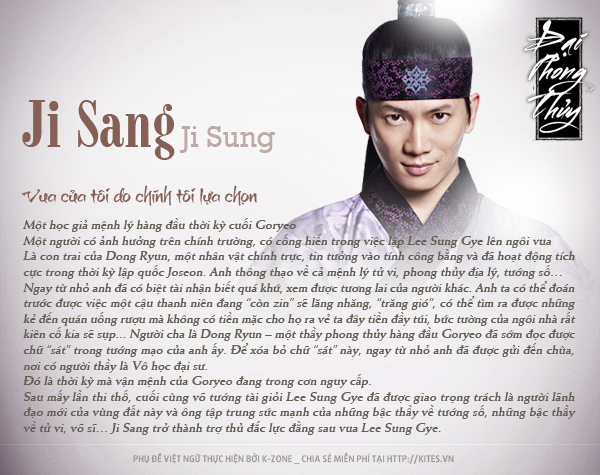 Đại
Phong
Thủy
Ji Sang Ji Sung
Vua của tôi do chính tôi lựa chọn
Một học giả mệnh lý hàng đầu thời kỳ cuối Goryeo
Một người có ảnh hưởng trên chính trường, có cống hiến trong việc lập Lee Sung Gye lên ngôi vua
Là con trai của Dong Ryun, một nhân vật chính trực, tin tưởng vào tính công bằng và đã hoạt động tích
cực trong thời kỳ lập quốc Joseon. Anh thông thạo về cả mệnh lý tử vi, phong thủy địa lý, tướng số...
Ngay từ nhỏ anh đã có biệt tài nhận biết quá khứ, xem được tương lai của người khác. Anh ta có thể đoán
trước được việc một cậu thanh niên đang "còn zin" sẽ lăng nhăng, "trăng gió", có thể tìm ra được những
kẻ đến quán uống rượu mà không có tiền mặc cho họ ra vẻ ta đây tiền đầy túi, bức tường của ngôi nhà rất
kiên cố kia sẽ sụp... Người cha là Dong Ryun – một thầy phong thủy hàng đầu Goryeo đã sớm đọc được
chữ "sát" trong tướng mạo của anh ấy. Để xóa bỏ chữ "sát" này, ngay từ nhỏ anh đã được gửi đến chùa,
nơi có người thầy là Vô học đại sư.
Đó là thời kỳ mà vận mệnh của Goryeo đang trong cơn nguy cấp.
Sau mấy lần thi thố, cuối cùng võ tướng tài giỏi Lee Sung Gye đã được giao trọng trách là người lãnh
đạo mới của vùng đất này và ông tập trung sức mạnh của những bậc thầy về tướng số, những bậc thầy
về tử vi, võ sĩ... Ji Sang trở thành trợ thủ đắc lực đằng sau vua Lee Sung Gye.
PHỤ ĐỀ VIỆT NGỮ THỰC HIỆN BỞI K-ZONE _ CHIA SẺ MIỄN PHÍ TẠI HTTP://KITES.VN